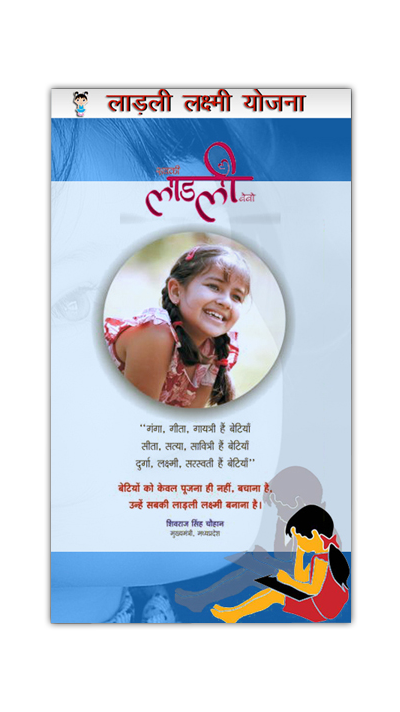 लाड़ली लक्ष्मी योजना
लाडली
"गंगा, गीता, गायत्री हैं बेटियाँ
सीता, सत्या, सावित्री हैं बेटियाँ
दुर्गा, लक्ष्मी, सरस्वती हैं बेटियाँ"
बेटियों को केवल पूजना ही नहीं, बचाना है,
उन्हें सबकी लाड़ली लक्ष्मी बनाना है।
शिवराज सिंह चौहान
मुख्यमंत्री, मध्यप्रदेश